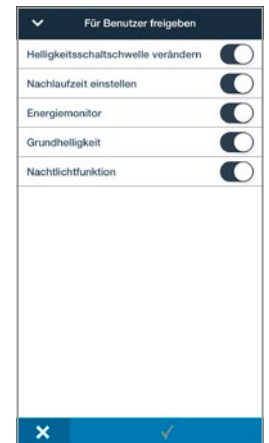 Für Benutzer freigeben
Helligkeitsschaltschwelle verändern
Nachlaufzeit einstellen
Energiemonitor
Grundhelligkeit
Nachtlichtfunktion